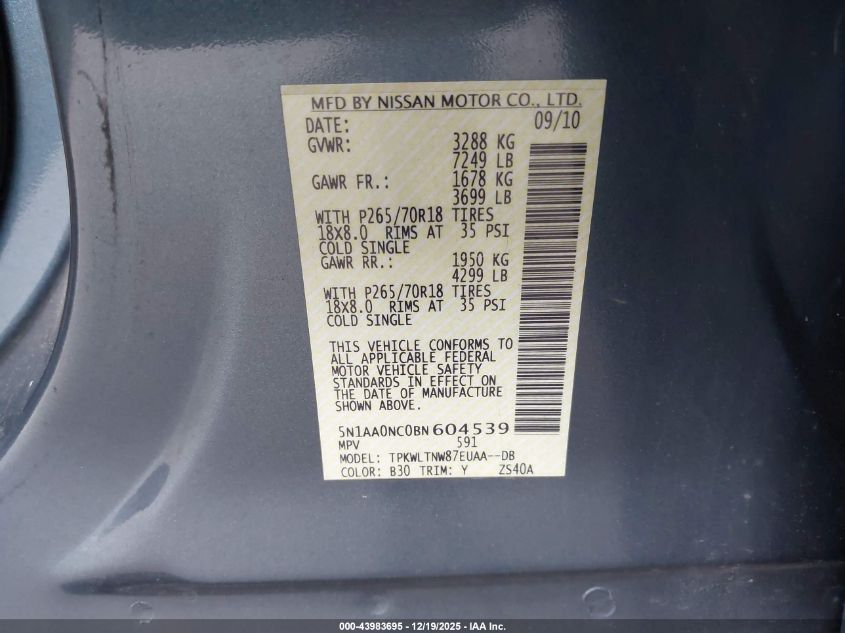 MFD BY NISSAN MOTOR CO., LTD.
DATE: 09/10
GVWR: 3288 KG
7249 LB
GAWR FR.: 1678 KG
3699 LB
WITH P265/70R18 TIRES
18X8.0 RIMS AT 35 PSI
COLD SINGLE
GAWR RR.: 1950 KG
4299 LB
WITH P265/70R18 TIRES
18X8.0 RIMS AT 35 PSI
COLD SINGLE
THIS VEHICLE CONFORMS TO
ALL APPLICABLE FEDERAL
MOTOR VEHICLE SAFETY
STANDARDS IN EFFECT ON
THE DATE OF MANUFACTURE
SHOWN ABOVE.
5N1AA0NC0BN604539
MPV 591
MODEL: TPKWLTNW87EUAA--DB
COLOR: B30 TRIM: Y ZS40A
000-43983695 - 12/19/2025 - IAA Inc.